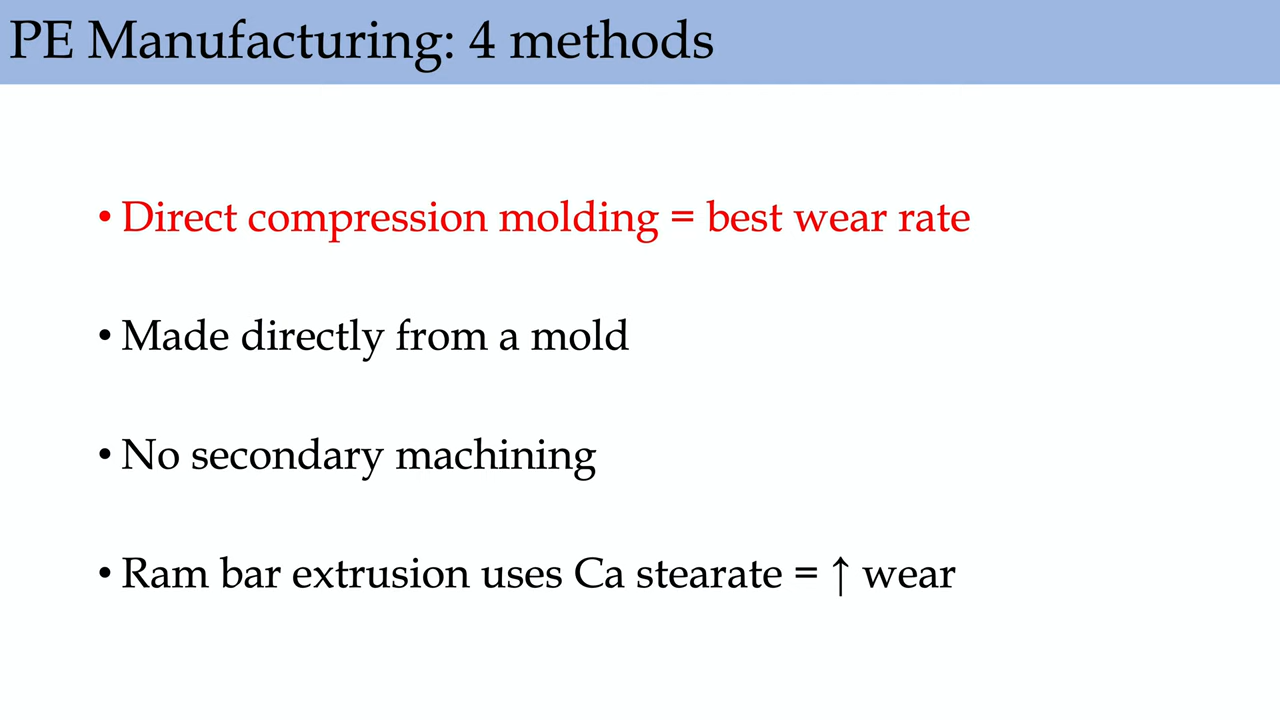 PE Manufacturing: 4 methods
• Direct compression molding = best wear rate
• Made directly from a mold
• No secondary machining
• Ram bar extrusion uses Ca stearate = ↑ wear